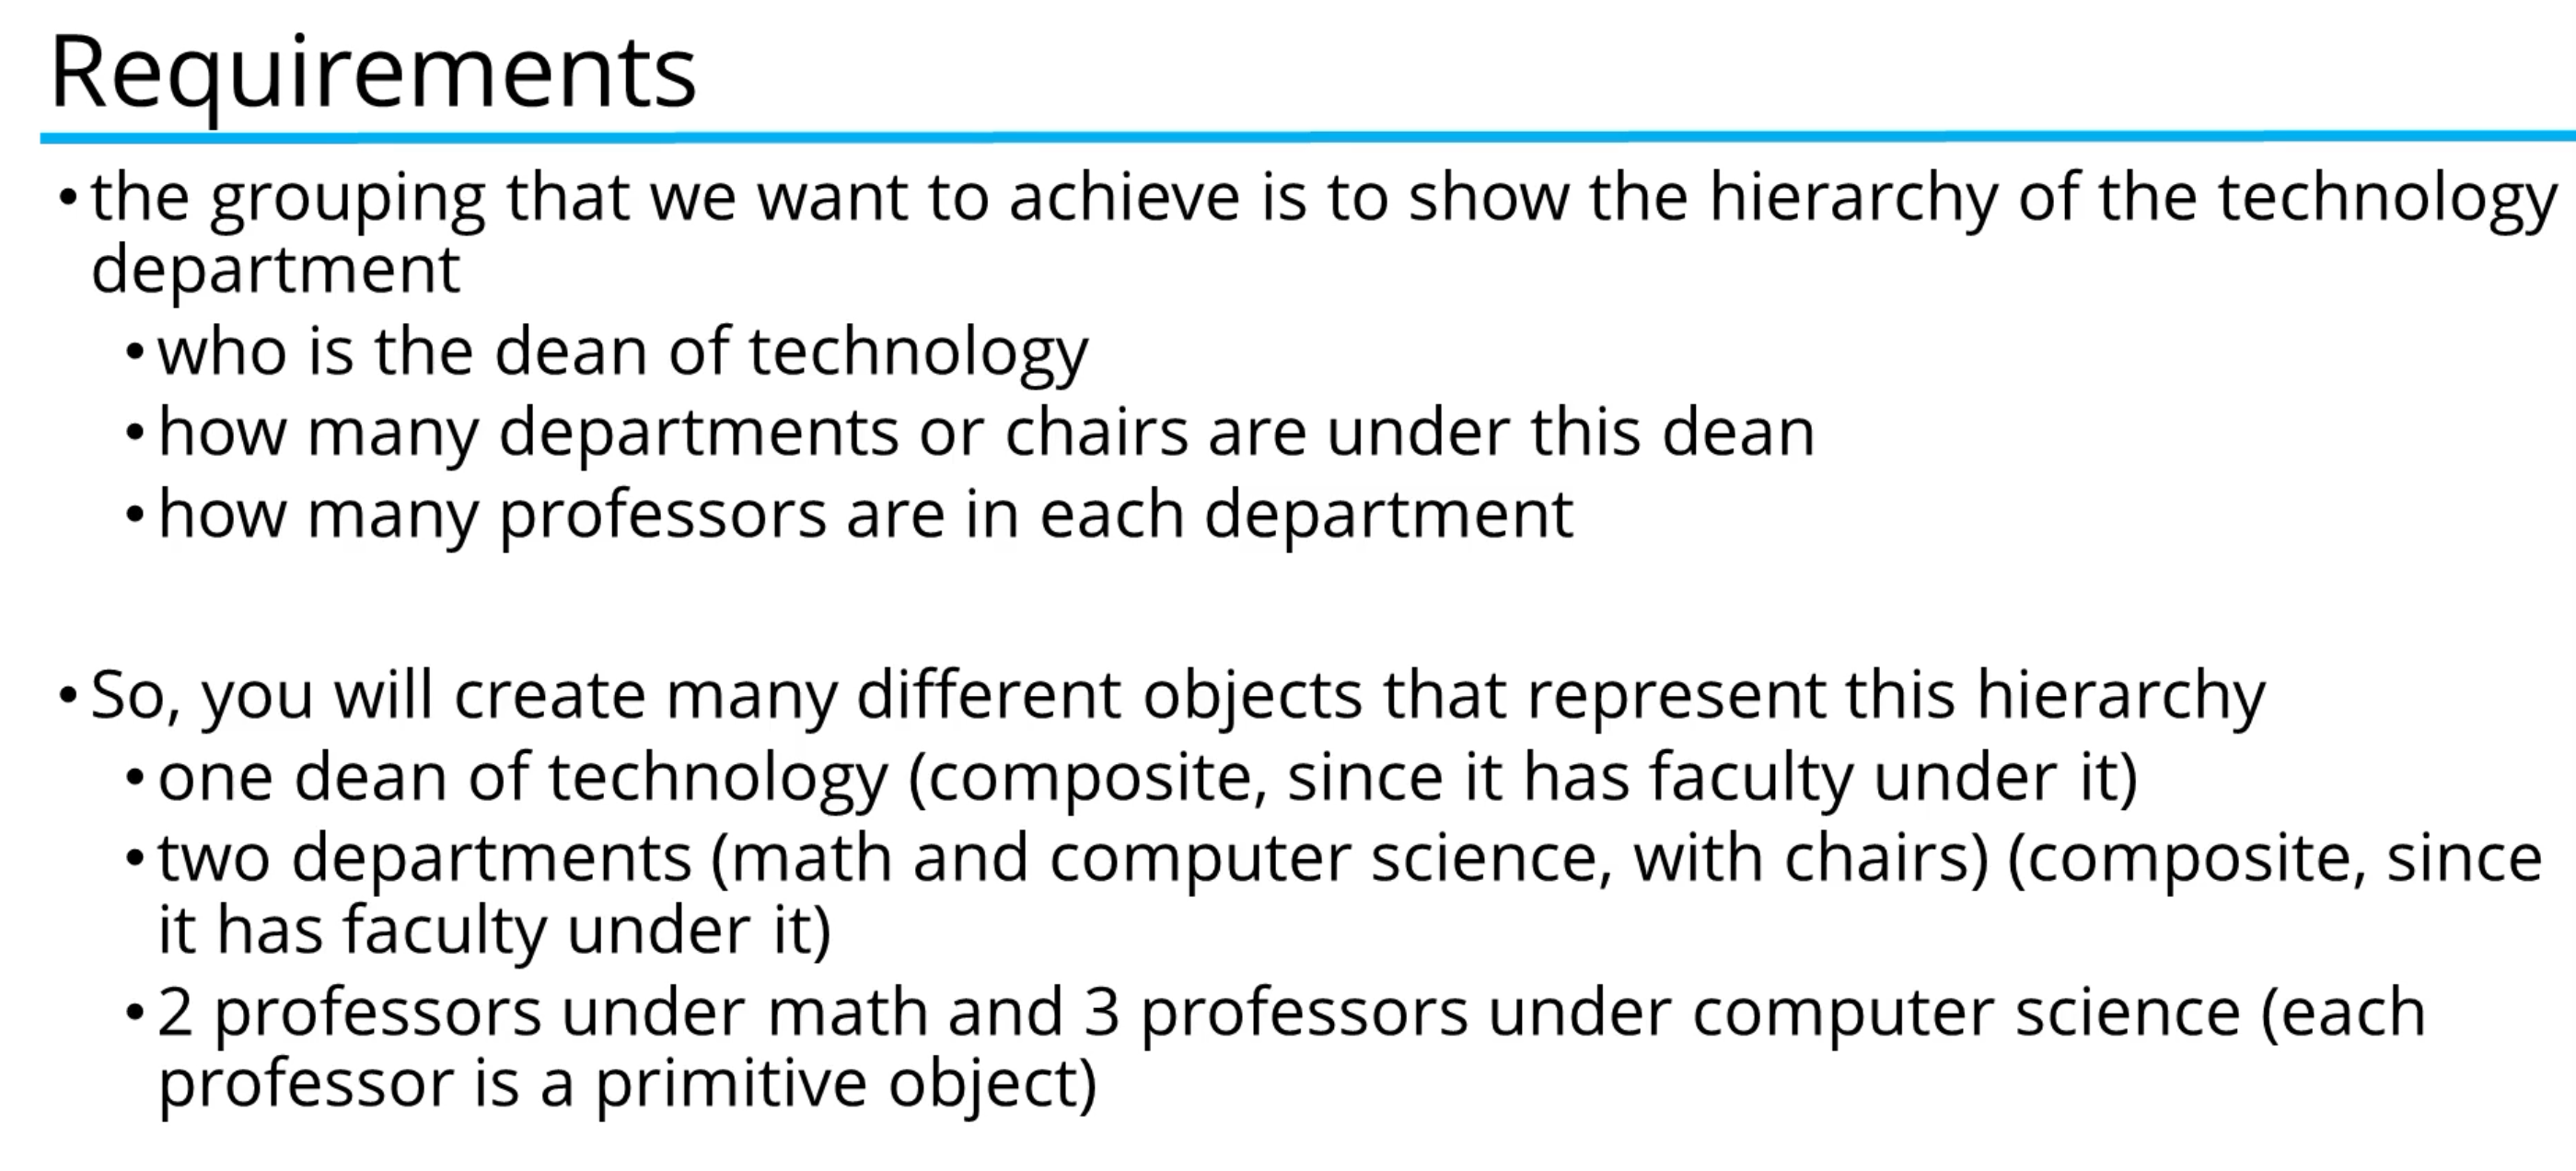 Requirements
• the grouping that we want to achieve is to show the hierarchy of the technology
department
• who is the dean of technology
• how many departments or chairs are under this dean
• how many professors are in each department
• So, you will create many different objects that represent this hierarchy
• one dean of technology (composite, since it has faculty under it)
• two departments (math and computer science, with chairs) (composite, since
it has faculty under it)
• 2 professors under math and 3 professors under computer science (each
professor is a primitive object)